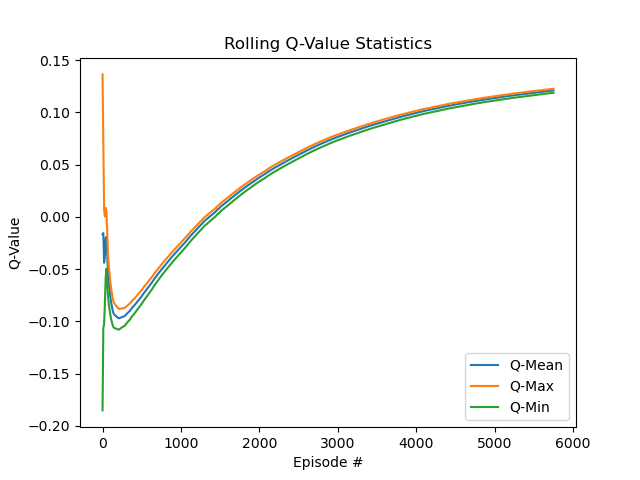 Rolling Q-Value Statistics
Q-Value
0.15
0.10
0.05
0.00
−0.05
−0.10
−0.15
−0.20
0 1000 2000 3000 4000 5000 6000
Episode #
Q-Mean
Q-Max
Q-Min